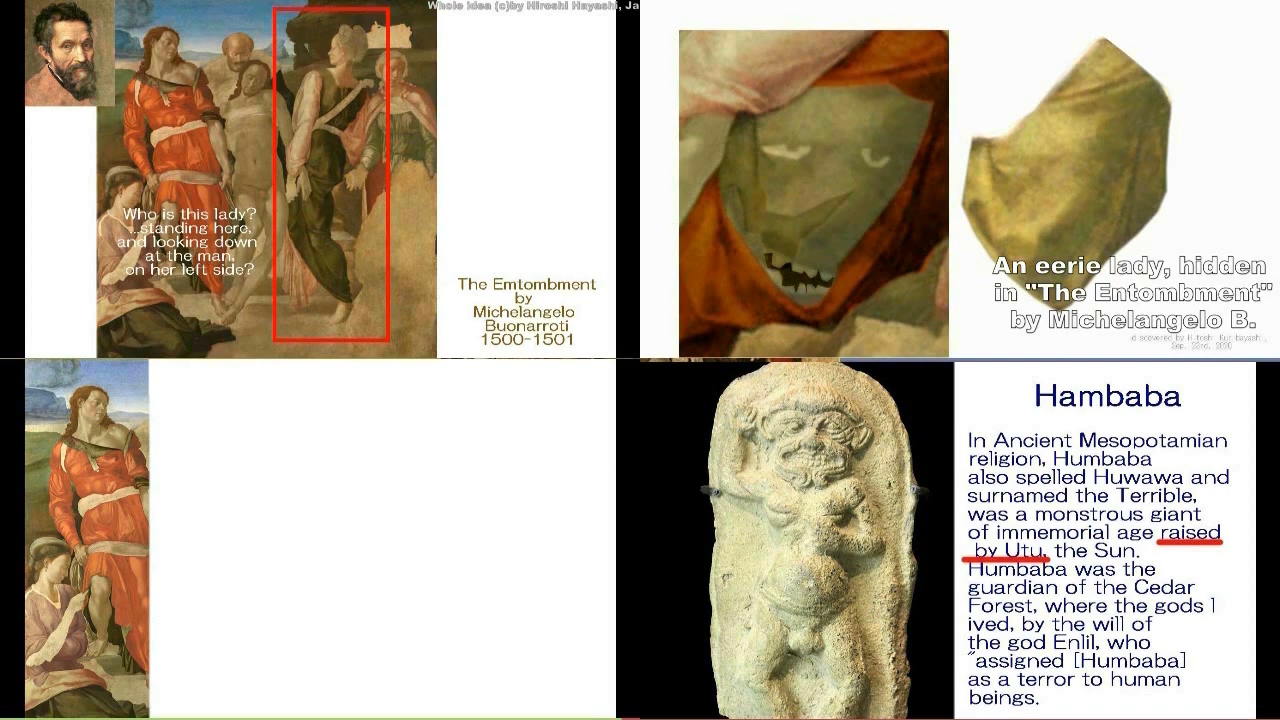 Whole idea (c)by Hiroshi Hayashi, Ja
Who is this lady?
...standing here,
and looking down
at the man,
on her left side?
The Emtombment
by
Michelangelo
Buonarroti
1500-1501
An eerie lady, hidden
in "The Entombment"
by Michelangelo B.
Hambaba
In Ancient Mesopotamian
religion, Humbaba
also spelled Huwawa and
surnamed the Terrible,
was a monstrous giant
of immemorial age raised
by Utu, the Sun.
Humbaba was the
guardian of the Cedar
Forest, where the gods l
ived, by the will of
the god Enlil, who
"assigned [Humbaba]
as a terror to human
beings.